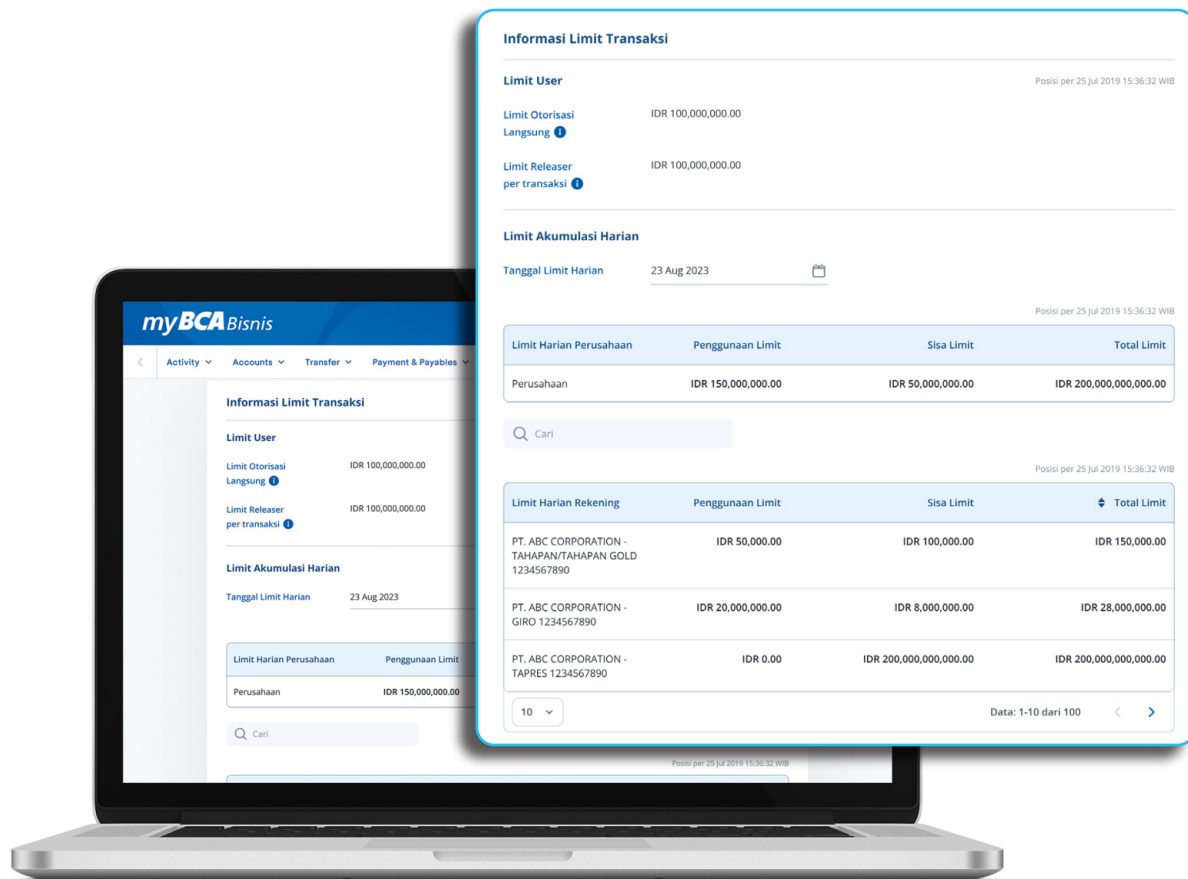 Informasi Limit Transaksi
Limit User
Posisi per 25 Jul 2019 15:36:32 WIB
Limit Otorisasi
Langsung
IDR 100,000,000.00
Limit Releaser
per transaksi
IDR 100,000,000.00
Limit Akumulasi Harian
Tanggal Limit Harian
23 Aug 2023
Posisi per 25 Jul 2019 15:36:32 WIB
Limit Harian Perusahaan Penggunaan Limit Sisa Limit Total Limit
Perusahaan IDR 150,000,000.00 IDR 50,000,000.00 IDR 200,000,000,000.00
Cari
Posisi per 25 Jul 2019 15:36:32 WIB
Limit Harian Rekening Penggunaan Limit Sisa Limit Total Limit
PT. ABC CORPORATION - IDR 50,000.00 IDR 100,000.00 IDR 150,000.00
TAHAPAN/TAHAPAN GOLD
1234567890
PT. ABC CORPORATION - IDR 20,000,000.00 IDR 8,000,000.00 IDR 28,000,000.00
GIRO 1234567890
PT. ABC CORPORATION - IDR 0.00 IDR 200,000,000,000.00 IDR 200,000,000,000.00
TAPRES 1234567890
10 Data: 1-10 dari 100
myBCA Bisnis
Activity Accounts Transfer Payment & Payables
Informasi Limit Transaksi
Limit User
Limit Otorisasi
Langsung
IDR 100,000,000.00
Limit Releaser
per transaksi
IDR 100,000,000.00
Limit Akumulasi Harian
Tanggal Limit Harian
23 Aug 2023
Limit Harian Perusahaan Penggunaan Limit
Perusahaan IDR 150,000,000.00
Cari
Posisi per 25 Jul 2019 15:36:32 WIB